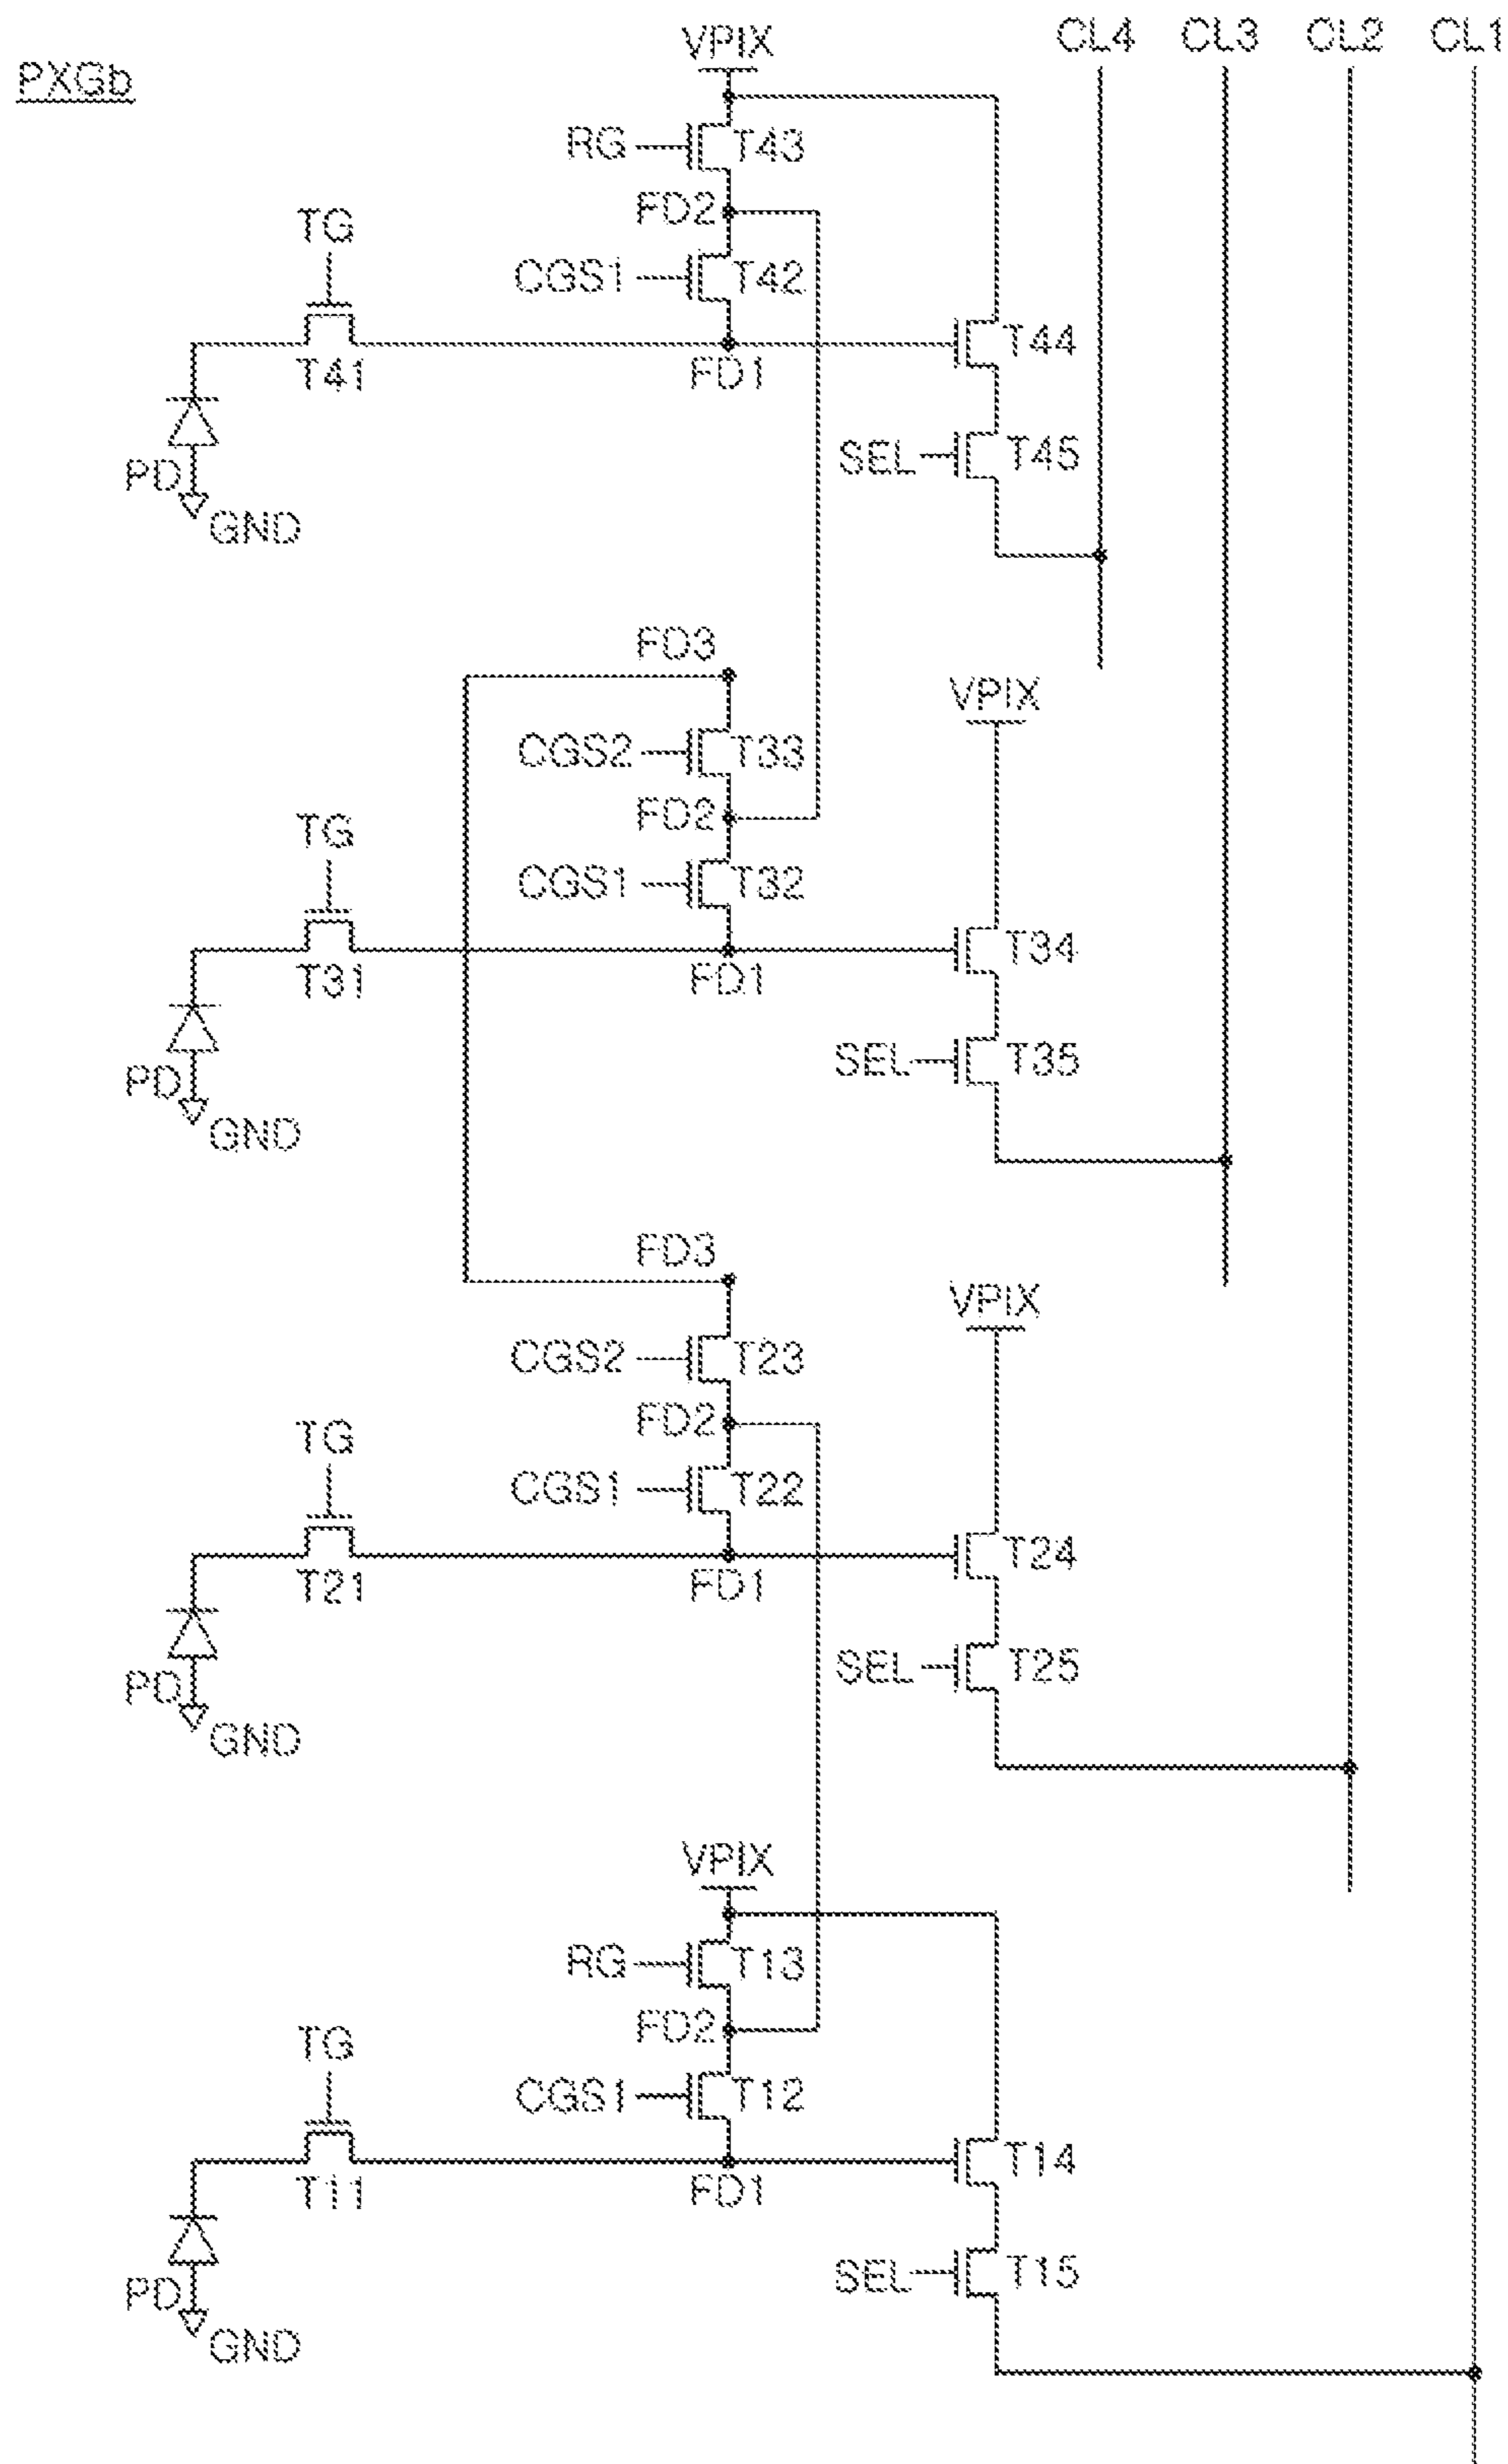 PXGb
VPIX
CL4
CL3
CL2
CL1
RG
T43
FD2
TG
CGS1
T42
T44
T41
FD1
SEL
T45
PD
GND
FD3
VPIX
CGS2
T33
FD2
TG
CGS1
T32
T34
T31
FD1
SEL
T35
PD
GND
FD3
VPIX
CGS2
T23
FD2
TG
CGS1
T22
T24
T21
FD1
SEL
T25
PD
GND
VPIX
RG
T13
FD2
TG
CGS1
T12
T14
T11
FD1
SEL
T15
PD
GND